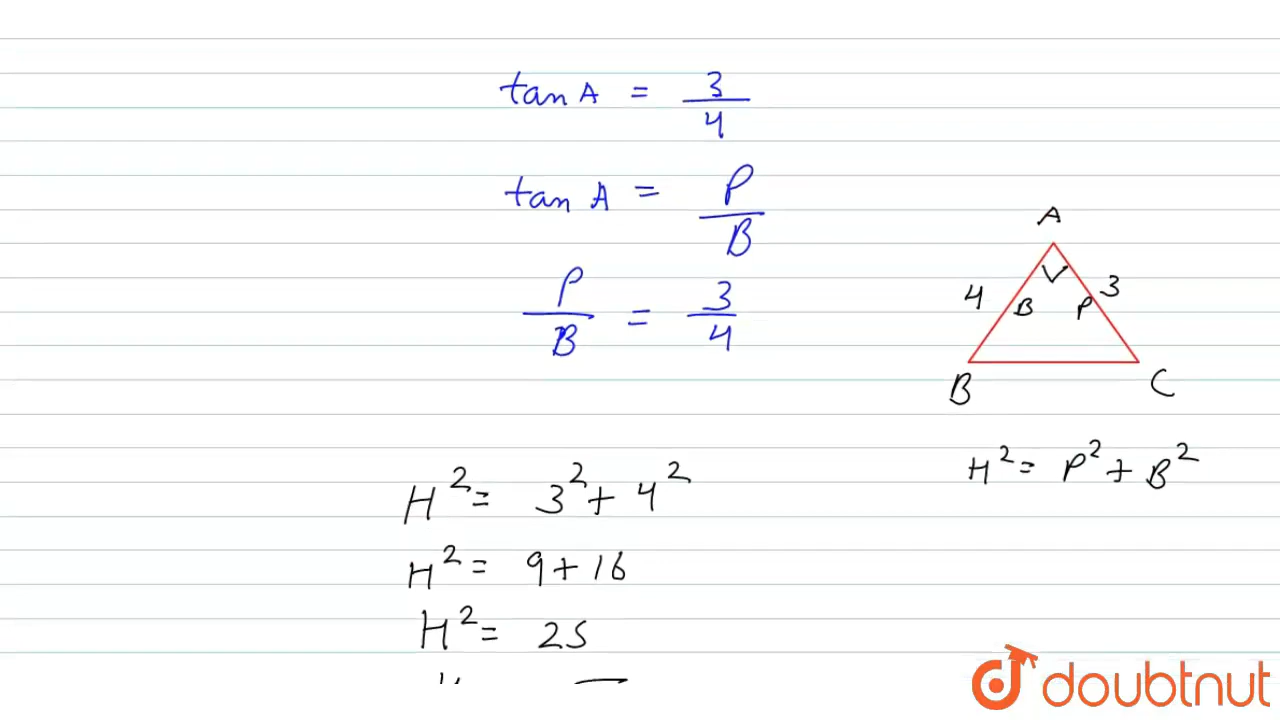 tan A = 3/4
tan A = P/B
P/B = 3/4
A
4 B P 3
B C
H² = P² + B²
H² = 3² + 4²
H² = 9 + 16
H² = 25
doubtnut